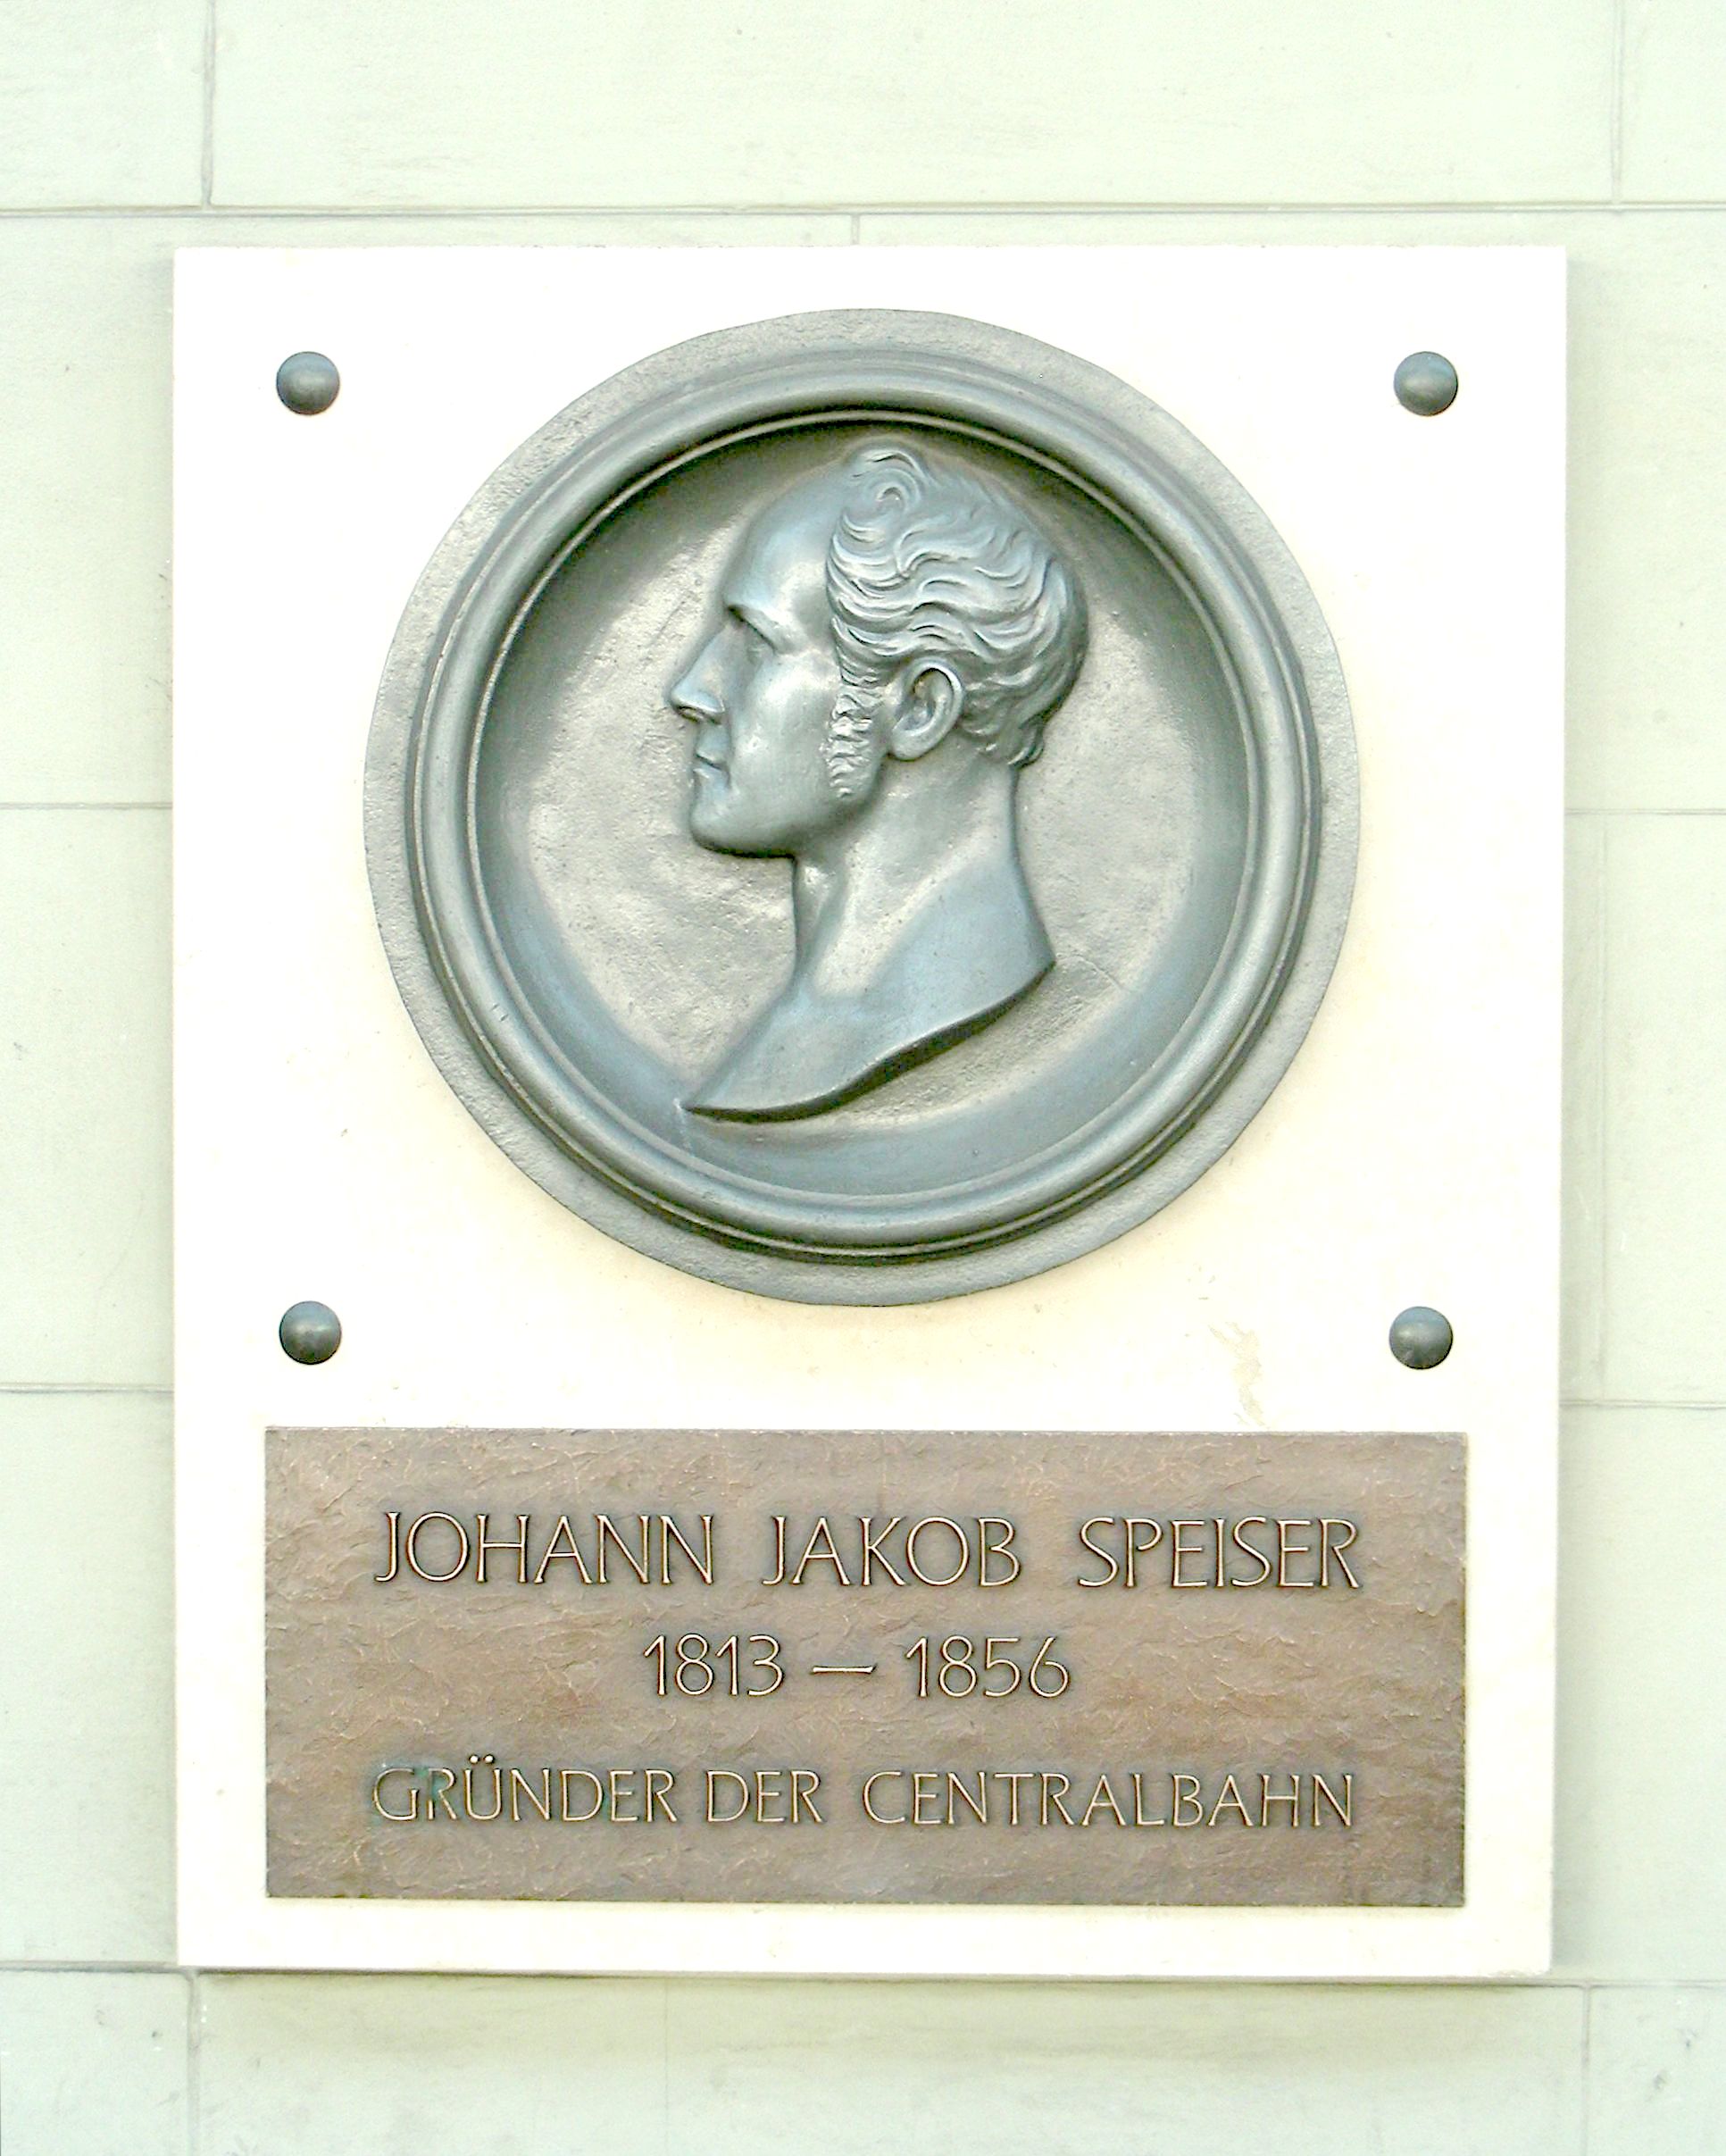 JOHANN JAKOB SPEISER
1813 — 1856
GRÜNDER DER CENTRALBAHN